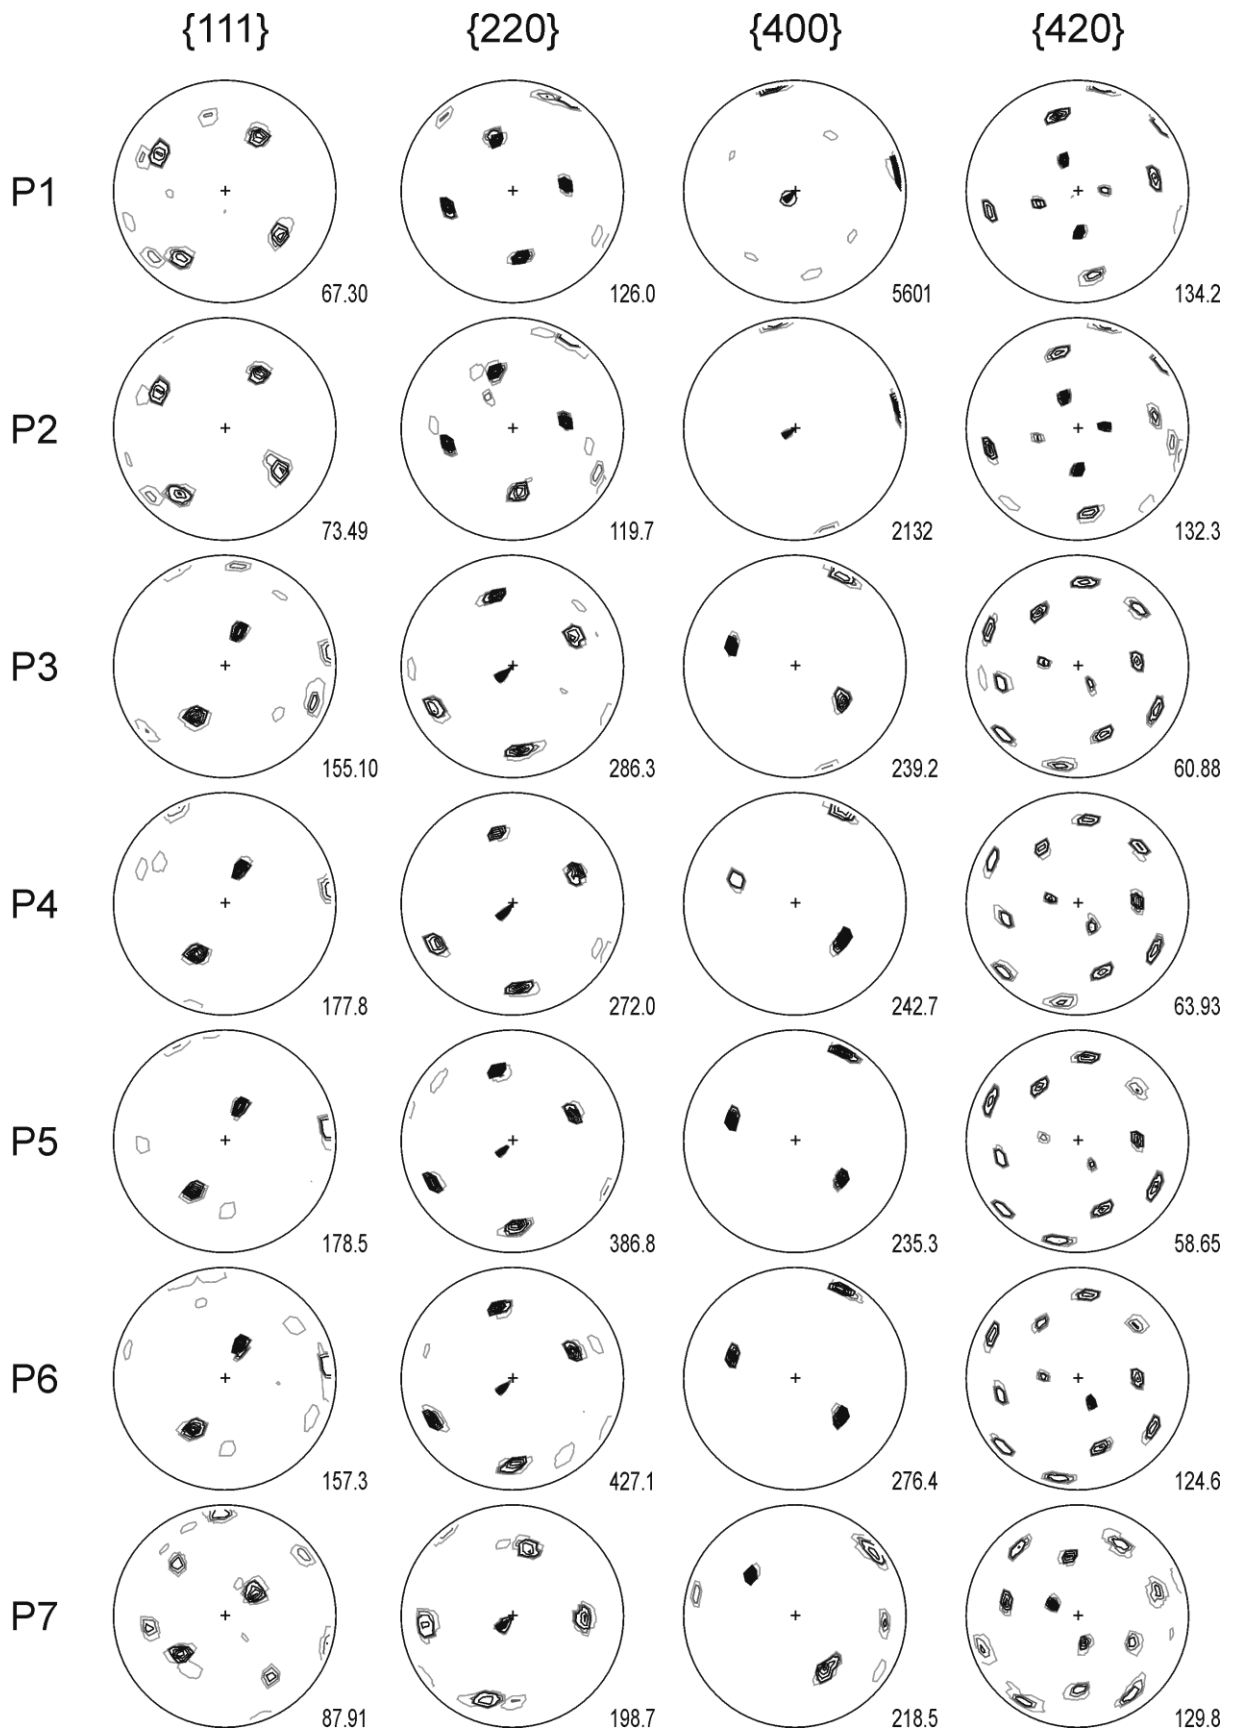 {111} {220} {400} {420}
P1
67.30 126.0 5601 134.2
P2
73.49 119.7 2132 132.3
P3
155.10 286.3 239.2 60.88
P4
177.8 272.0 242.7 63.93
P5
178.5 386.8 235.3 58.65
P6
157.3 427.1 276.4 124.6
P7
87.91 198.7 218.5 129.8